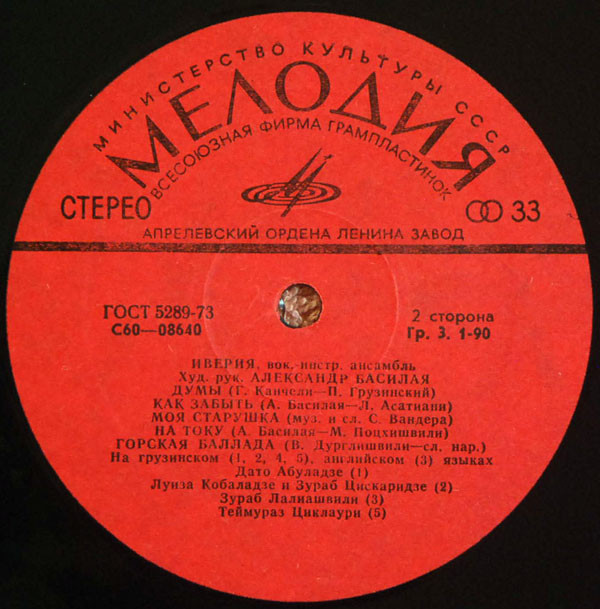 МИНИСТЕРСТВО КУЛЬТУРЫ СССР
МЕЛОДИЯ
ВСЕСОЮЗНАЯ ФИРМА ГРАМПЛАСТИНОК
СТЕРЕО
33
АПРЕЛЕВСКИЙ ОРДЕНА ЛЕНИНА ЗАВОД
ГОСТ 5289-73
С60—08640
2 сторона
Гр. 3. 1-90
ИВЕРИЯ, вок.-инстр. ансамбль
Худ. рук. АЛЕКСАНДР БАСИЛАЯ
ДУМЫ (Г. Канчели—П. Грузинский)
КАК ЗАБЫТЬ (А. Басилая—Л. Асатиани)
МОЯ СТАРУШКА (муз. и сл. С. Вандера)
НА ТОКУ (А. Басилая—М. Поцхишвили)
ГОРСКАЯ БАЛЛАДА (В. Дурглишвили—сл. нар.)
На грузинском (1, 2, 4, 5), английском (3) языках
Дато Абуладзе (1)
Луиза Кобаладзе и Зураб Цискаридзе (2)
Зураб Лалиашвили (3)
Теймураз Циклаури (5)